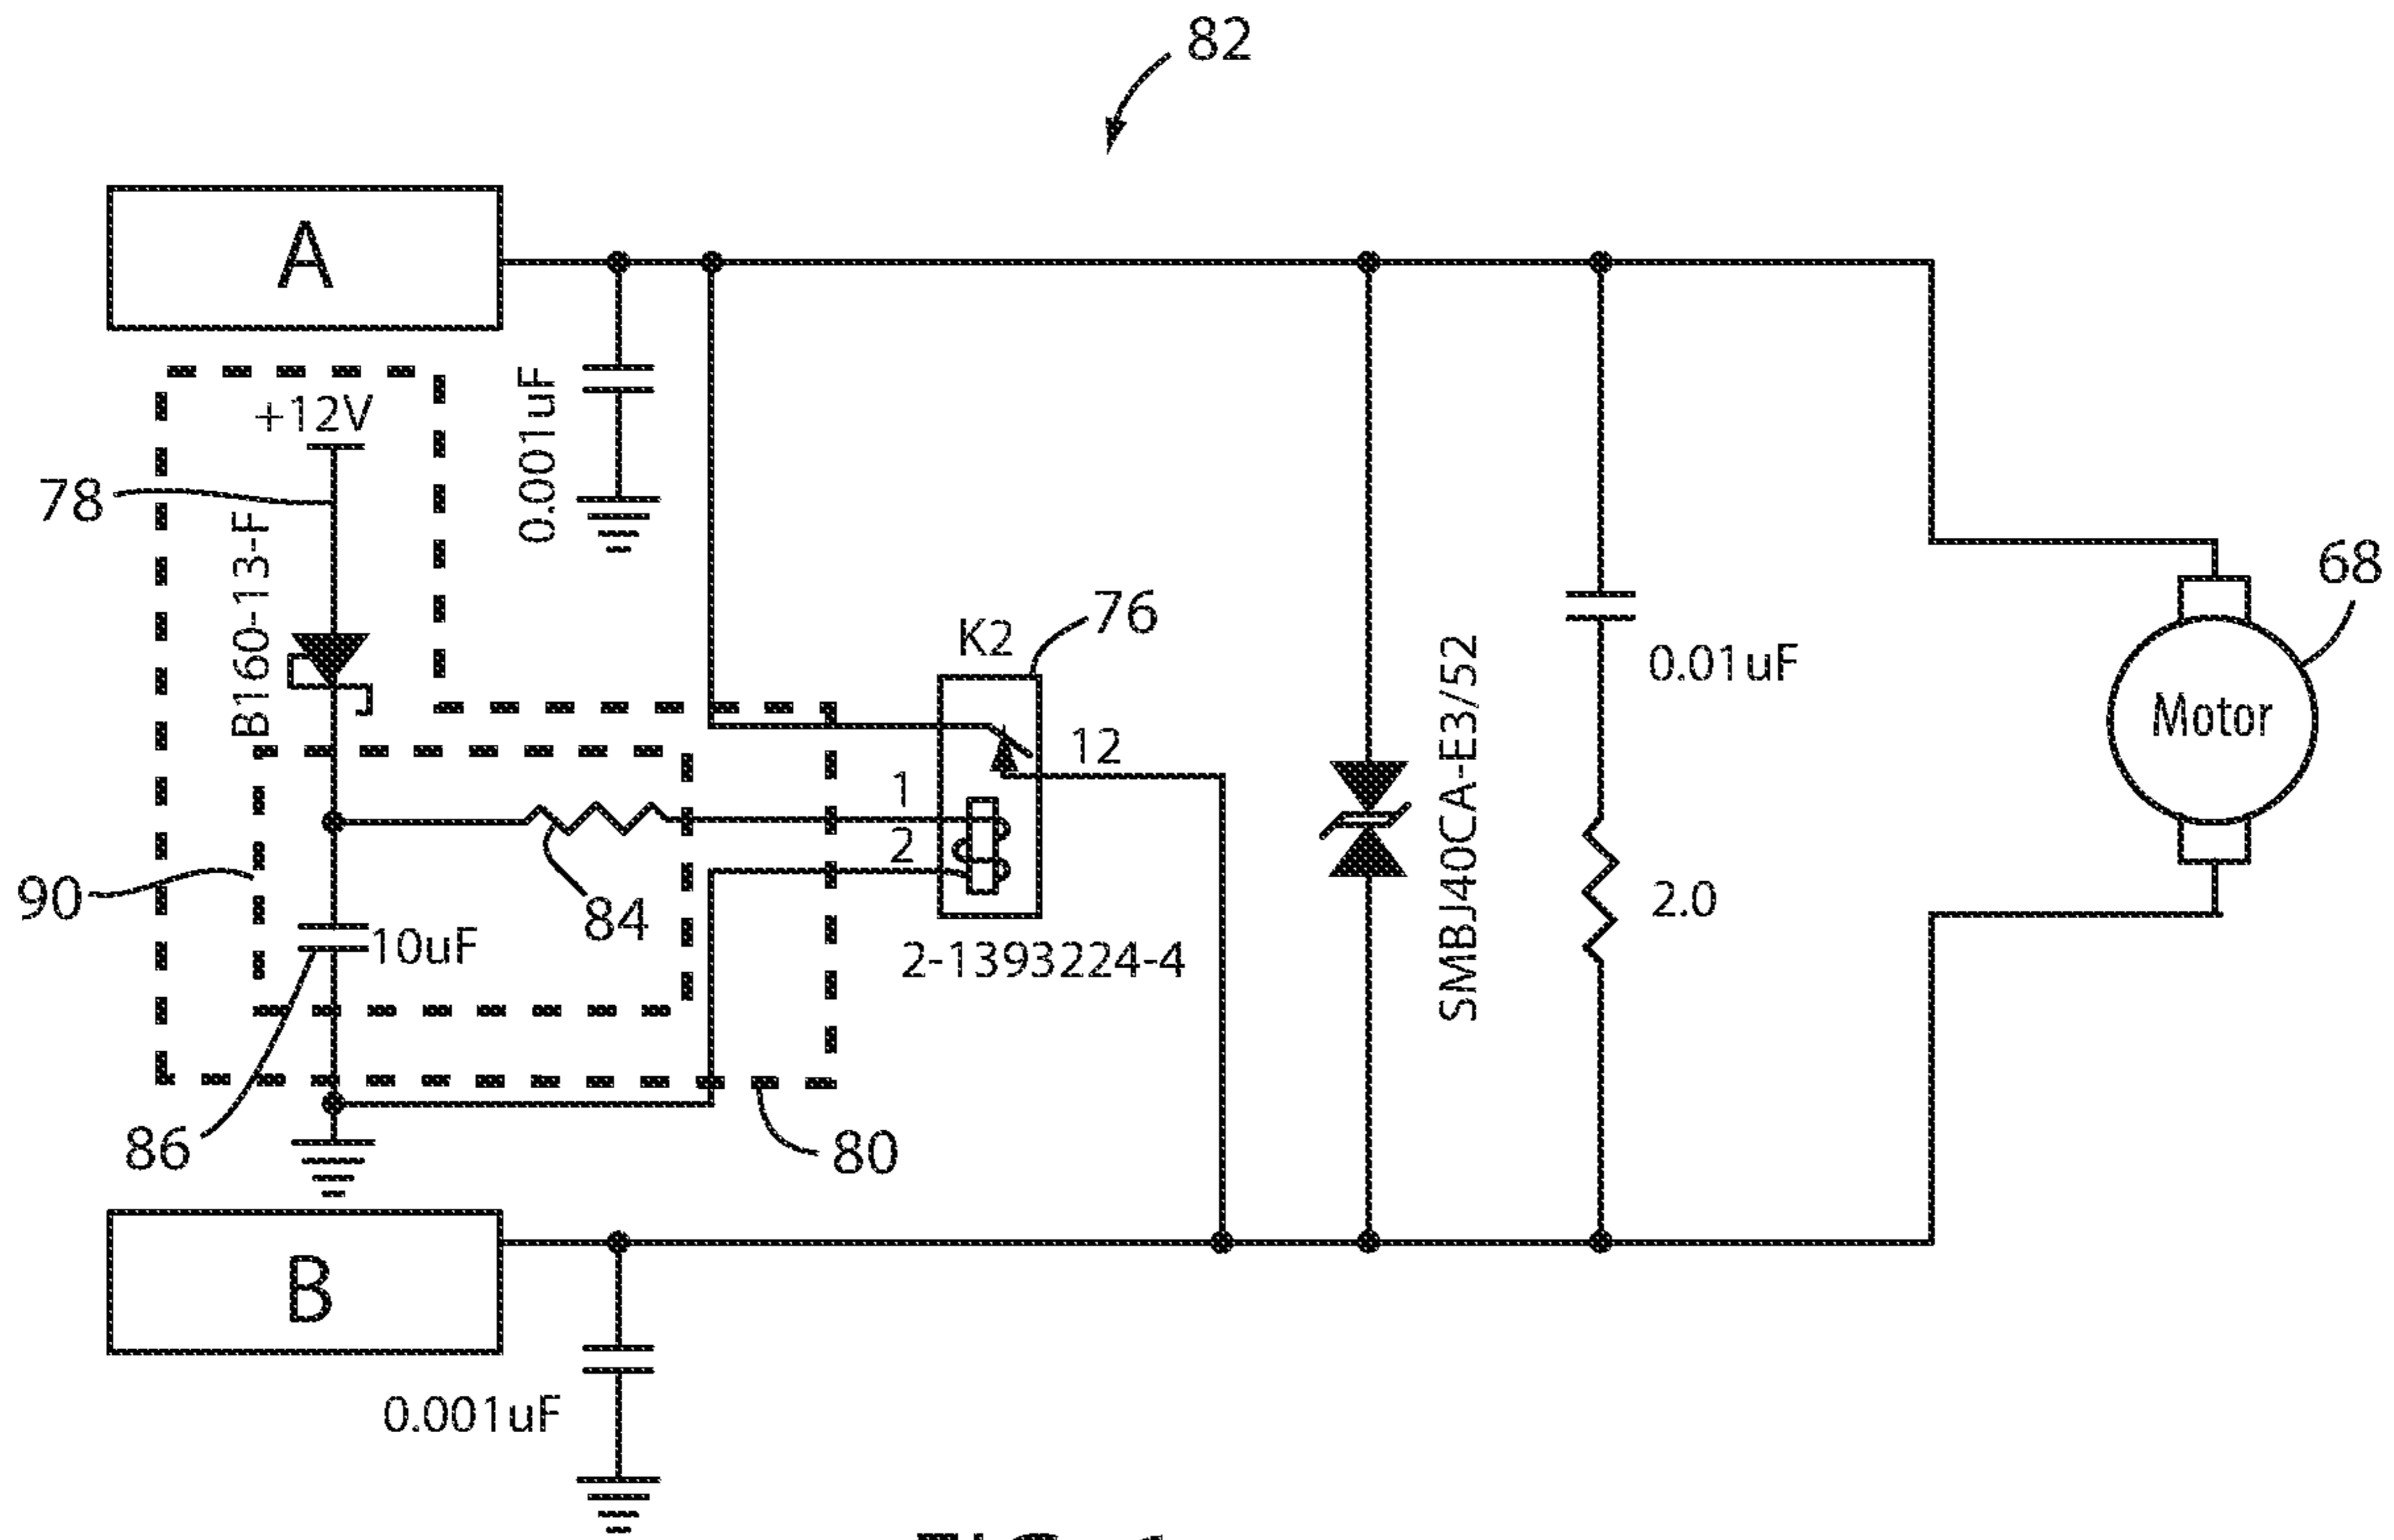 82
A
+12V
0.001uF
78
B160-13-F
68
K2
76
0.01uF
Motor
12
SMBJ40CA-E3/52
1
2
90
84
2.0
10uF
2-1393224-4
86
80
B
0.001uF